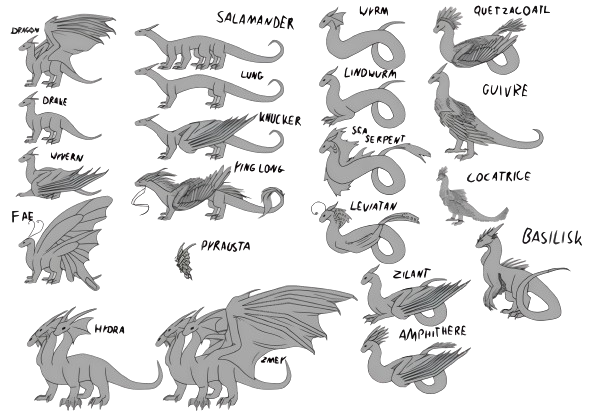 DRAGON
DRAKE
WYVERN
FAE
HYDRA
SALAMANDER
LUNG
KNUCKER
YING LONG
PYRAUSTA
ZMEY
WYRM
LINDWURM
SEA
SERPENT
LEVIATAN
ZILANT
AMPHITHERE
QUETZACOATL
GUIVRE
COCATRICE
BASILISK